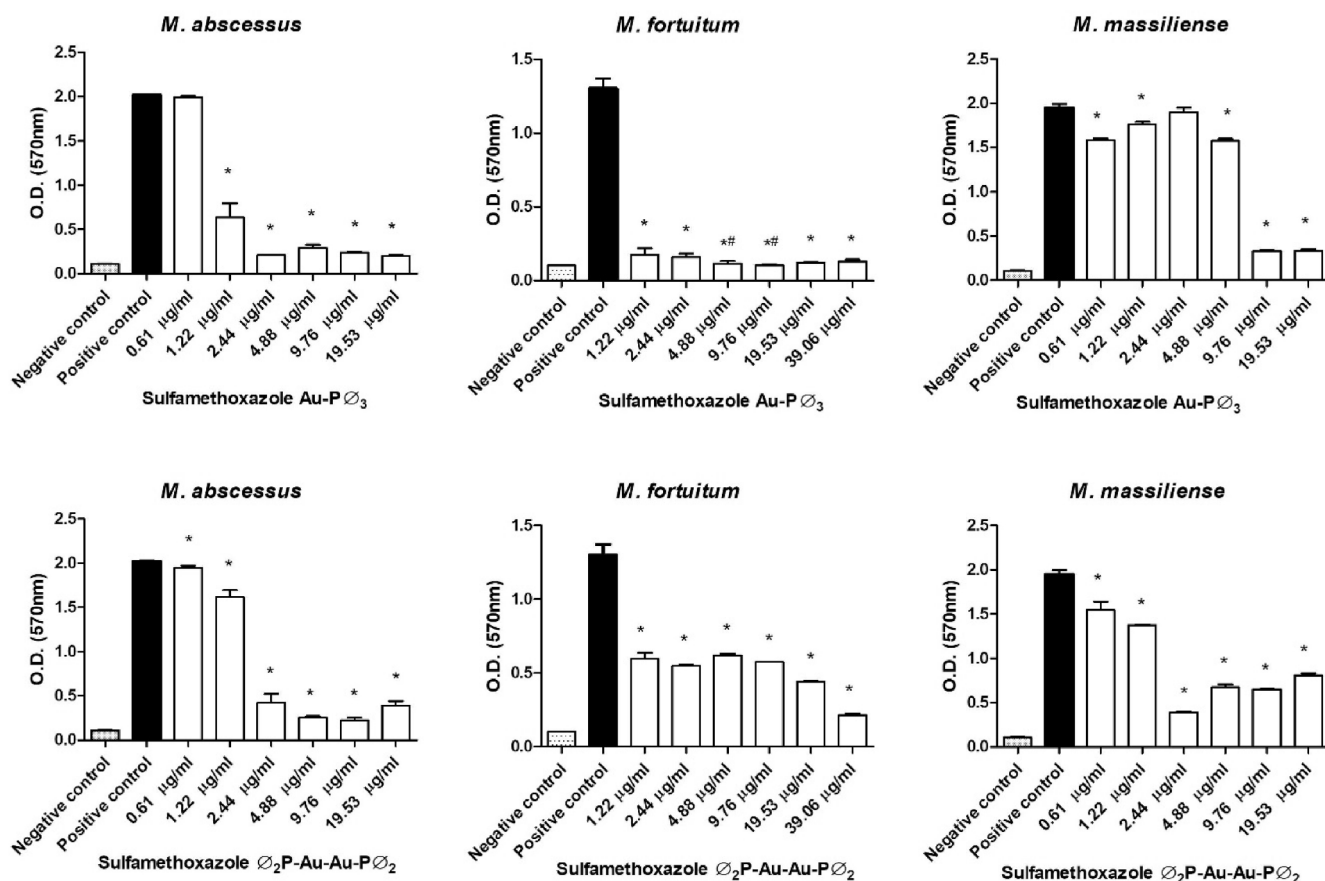 M. abscessus
2.5
2.0
1.5
1.0
0.5
0.0
O.D. (570nm)
*
*
*
*
*
Negative control
Positive control
0.61 µg/ml
1.22 µg/ml
2.44 µg/ml
4.88 µg/ml
9.76 µg/ml
19.53 µg/ml
Sulfamethoxazole Au-P∅₃
M. fortuitum
1.5
1.0
0.5
0.0
O.D. (570nm)
*
*
*#
*#
*
*
Negative control
Positive control
1.22 µg/ml
2.44 µg/ml
4.88 µg/ml
9.76 µg/ml
19.53 µg/ml
39.06 µg/ml
Sulfamethoxazole Au-P∅₃
M. massiliense
2.5
2.0
1.5
1.0
0.5
0.0
O.D. (570nm)
*
*
*
*
*
Negative control
Positive control
0.61 µg/ml
1.22 µg/ml
2.44 µg/ml
4.88 µg/ml
9.76 µg/ml
19.53 µg/ml
Sulfamethoxazole Au-P∅₃
M. abscessus
2.5
2.0
1.5
1.0
0.5
0.0
O.D. (570nm)
*
*
*
*
*
*
Negative control
Positive control
0.61 µg/ml
1.22 µg/ml
2.44 µg/ml
4.88 µg/ml
9.76 µg/ml
19.53 µg/ml
Sulfamethoxazole ∅₂P-Au-Au-P∅₂
M. fortuitum
1.5
1.0
0.5
0.0
O.D. (570nm)
*
*
*
*
*
*
Negative control
Positive control
1.22 µg/ml
2.44 µg/ml
4.88 µg/ml
9.76 µg/ml
19.53 µg/ml
39.06 µg/ml
Sulfamethoxazole ∅₂P-Au-Au-P∅₂
M. massiliense
2.5
2.0
1.5
1.0
0.5
0.0
O.D. (570nm)
*
*
*
*
*
*
Negative control
Positive control
0.61 µg/ml
1.22 µg/ml
2.44 µg/ml
4.88 µg/ml
9.76 µg/ml
19.53 µg/ml
Sulfamethoxazole ∅₂P-Au-Au-P∅₂